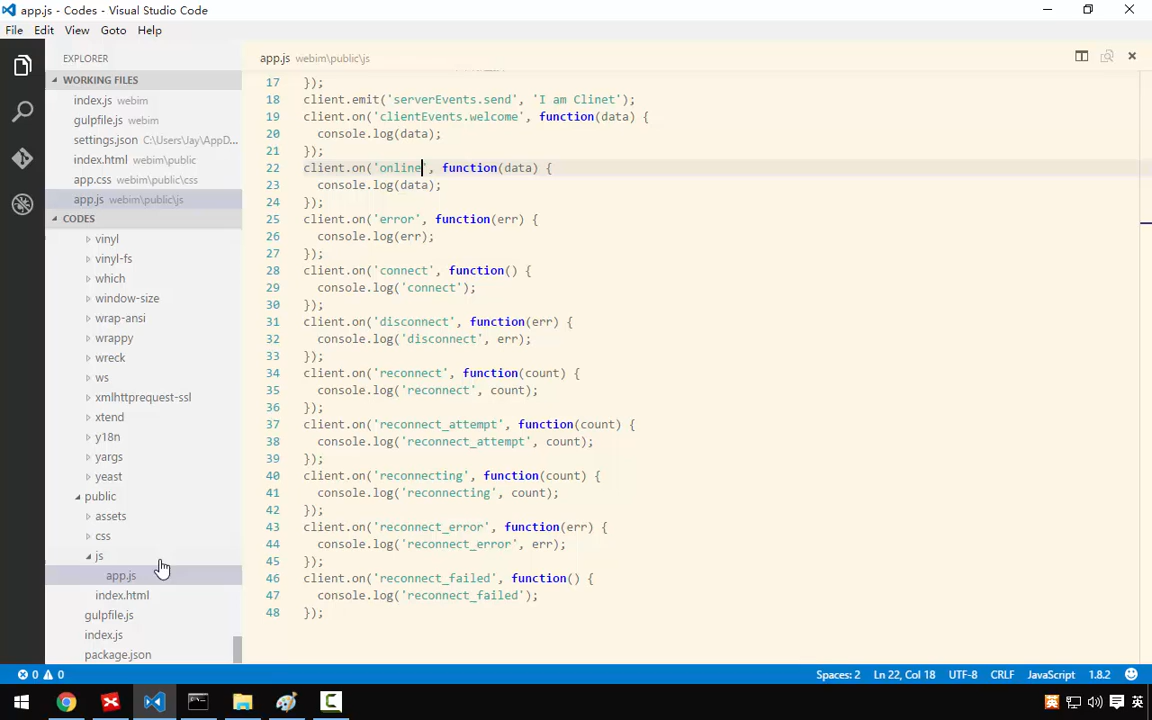 app.js - Codes - Visual Studio Code
File Edit View Goto Help
EXPLORER
WORKING FILES
index.js webim
gulpfile.js webim
settings.json C:\Users\Jay\AppD...
index.html webim\public
app.css webim\public\css
app.js webim\public\js
CODES
vinyl
vinyl-fs
which
window-size
wrap-ansi
wrappy
wreck
ws
xmlhttprequest-ssl
xtend
y18n
yargs
yeast
public
assets
css
js
app.js
index.html
gulpfile.js
index.js
package.json
app.js webim\public\js
17 });
18 client.emit('serverEvents.send', 'I am Clinet');
19 client.on('clientEvents.welcome', function(data) {
20 console.log(data);
21 });
22 client.on('online', function(data) {
23 console.log(data);
24 });
25 client.on('error', function(err) {
26 console.log(err);
27 });
28 client.on('connect', function() {
29 console.log('connect');
30 });
31 client.on('disconnect', function(err) {
32 console.log('disconnect', err);
33 });
34 client.on('reconnect', function(count) {
35 console.log('reconnect', count);
36 });
37 client.on('reconnect_attempt', function(count) {
38 console.log('reconnect_attempt', count);
39 });
40 client.on('reconnecting', function(count) {
41 console.log('reconnecting', count);
42 });
43 client.on('reconnect_error', function(err) {
44 console.log('reconnect_error', err);
45 });
46 client.on('reconnect_failed', function() {
47 console.log('reconnect_failed');
48 });
0 0 Spaces: 2 Ln 22, Col 18 UTF-8 CRLF JavaScript 1.8.2
英